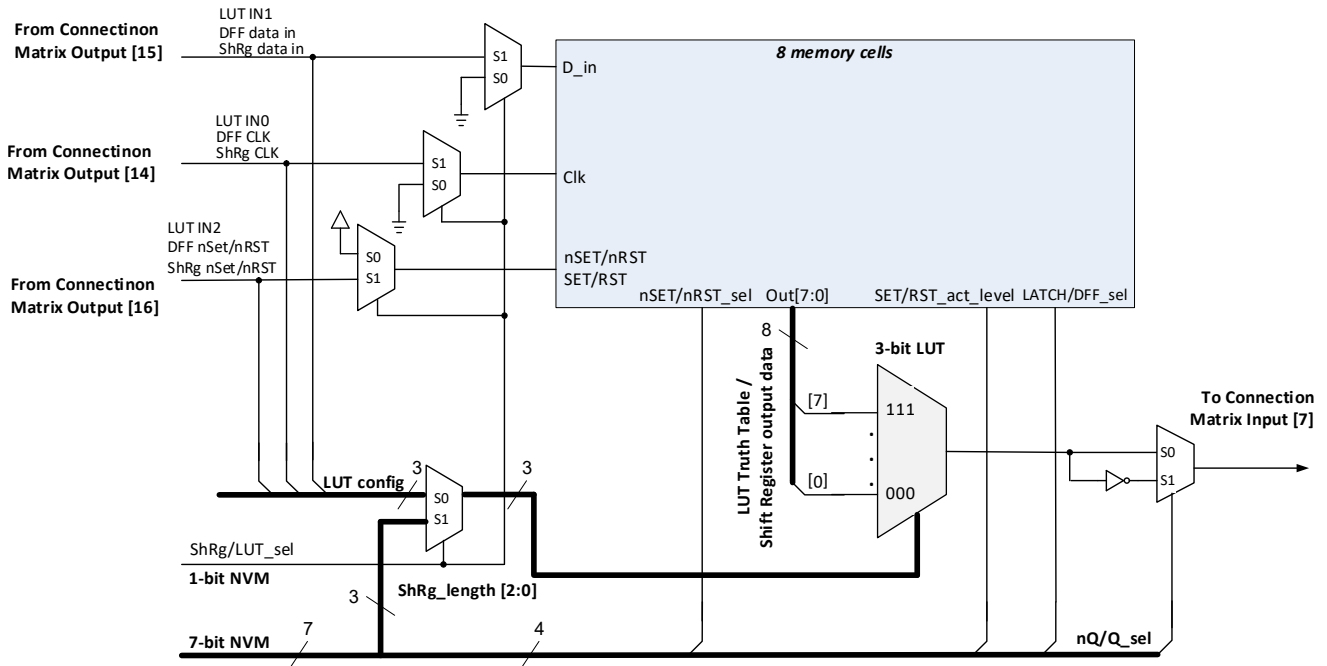 LUT IN1
DFF data in
ShRg data in
From Connectinon
Matrix Output [15]
S1
S0
8 memory cells
D_in
LUT IN0
DFF CLK
ShRg CLK
From Connectinon
Matrix Output [14]
S1
S0
Clk
LUT IN2
DFF nSet/nRST
ShRg nSet/nRST
From Connectinon
Matrix Output [16]
S0
S1
nSET/nRST
SET/RST
nSET/nRST_sel
Out[7:0]
SET/RST_act_level
LATCH/DFF_sel
8
LUT Truth Table /
Shift Register output data
3-bit LUT
[7]
111
[0]
000
To Connection
Matrix Input [7]
S0
S1
LUT config
3
S0
S1
3
ShRg/LUT_sel
1-bit NVM
ShRg_length [2:0]
3
7-bit NVM
7
4
nQ/Q_sel